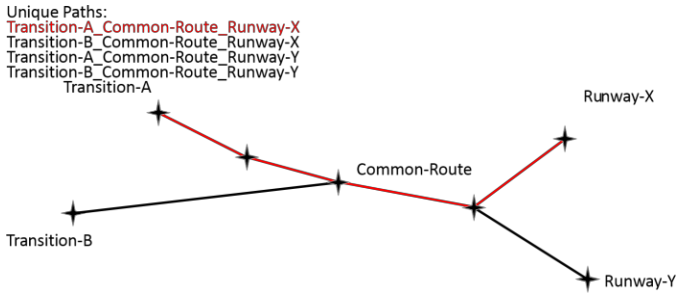 Unique Paths:
Transition-A_Common-Route_Runway-X
Transition-B_Common-Route_Runway-X
Transition-A_Common-Route_Runway-Y
Transition-B_Common-Route_Runway-Y
Transition-A
Runway-X
Common-Route
Transition-B
Runway-Y